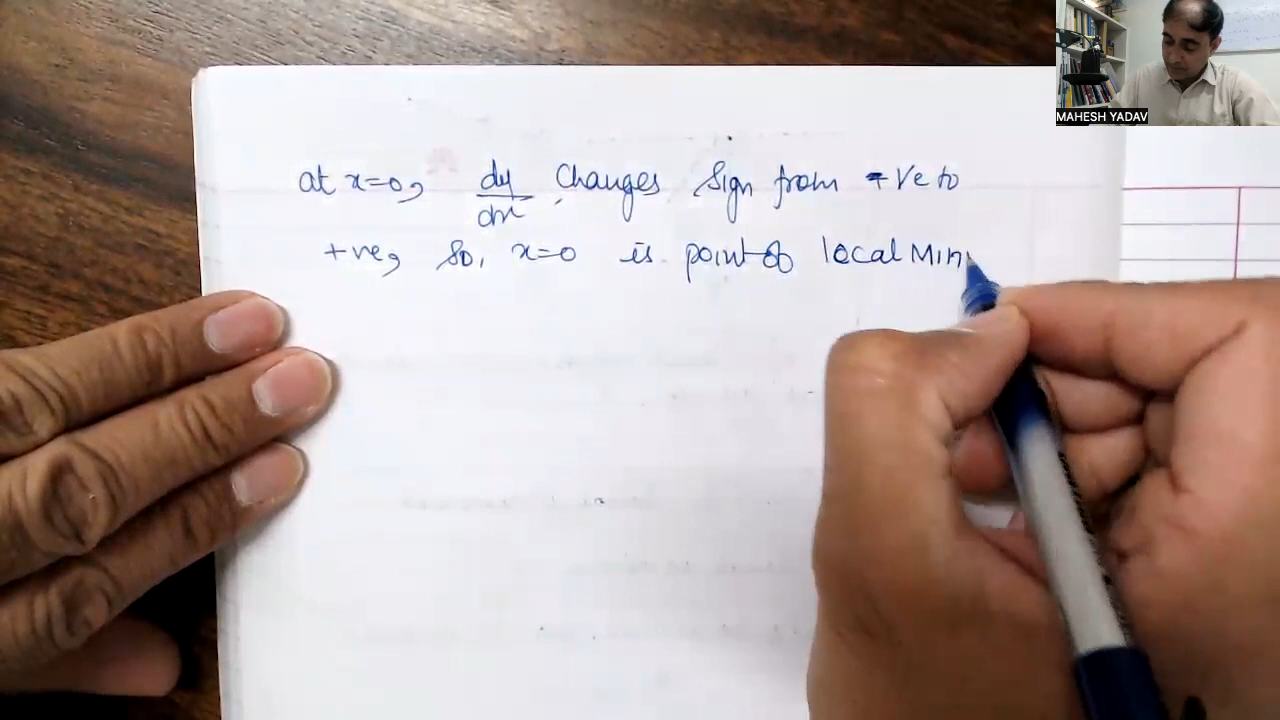 at x=0, dy/dx changes sign from -ve to
+ve, so, x=0 is point of local Min
MAHESH YADAV